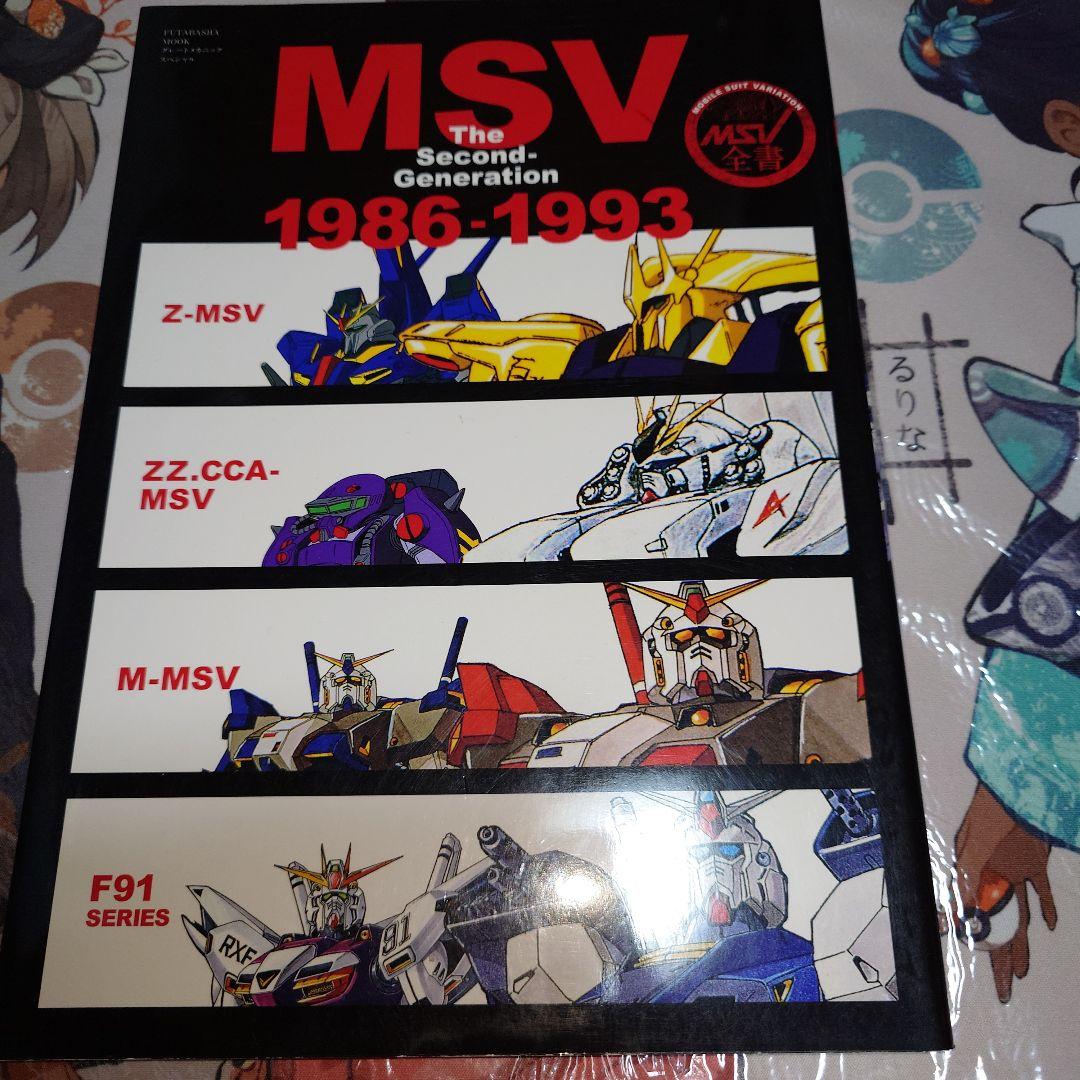 FUTABASHA
MOOK
グレートメカニック
スペシャル
MSV
The
Second-
Generation
1986-1993
MOBILE SUIT VARIATION
MSV
全書
Z-MSV
ZZ.CCA-
MSV
M-MSV
F91
SERIES
RXF
91
るりな